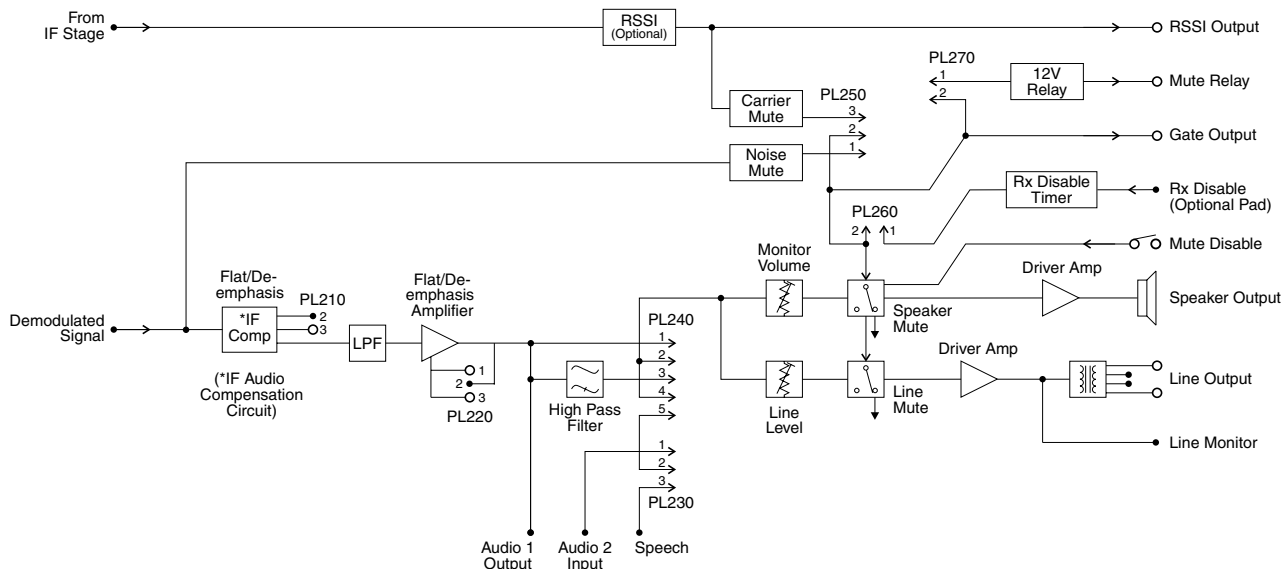 From
IF Stage
RSSI
(Optional)
RSSI Output
PL270
1
2
12V
Relay
Mute Relay
Carrier
Mute
PL250
3
2
1
Gate Output
Noise
Mute
Rx Disable
Timer
Rx Disable
(Optional Pad)
PL260
2
1
Mute Disable
Monitor
Volume
Driver Amp
Speaker
Mute
Speaker Output
Flat/De-
emphasis
PL210
2
3
*IF
Comp
Demodulated
Signal
(*IF Audio
Compensation
Circuit)
LPF
Flat/De-
emphasis
Amplifier
1
2
3
PL220
High Pass
Filter
PL240
1
2
3
4
5
1
2
3
PL230
Line
Level
Line
Mute
Driver Amp
Line Output
Line Monitor
Audio 1
Output
Audio 2
Input
Speech